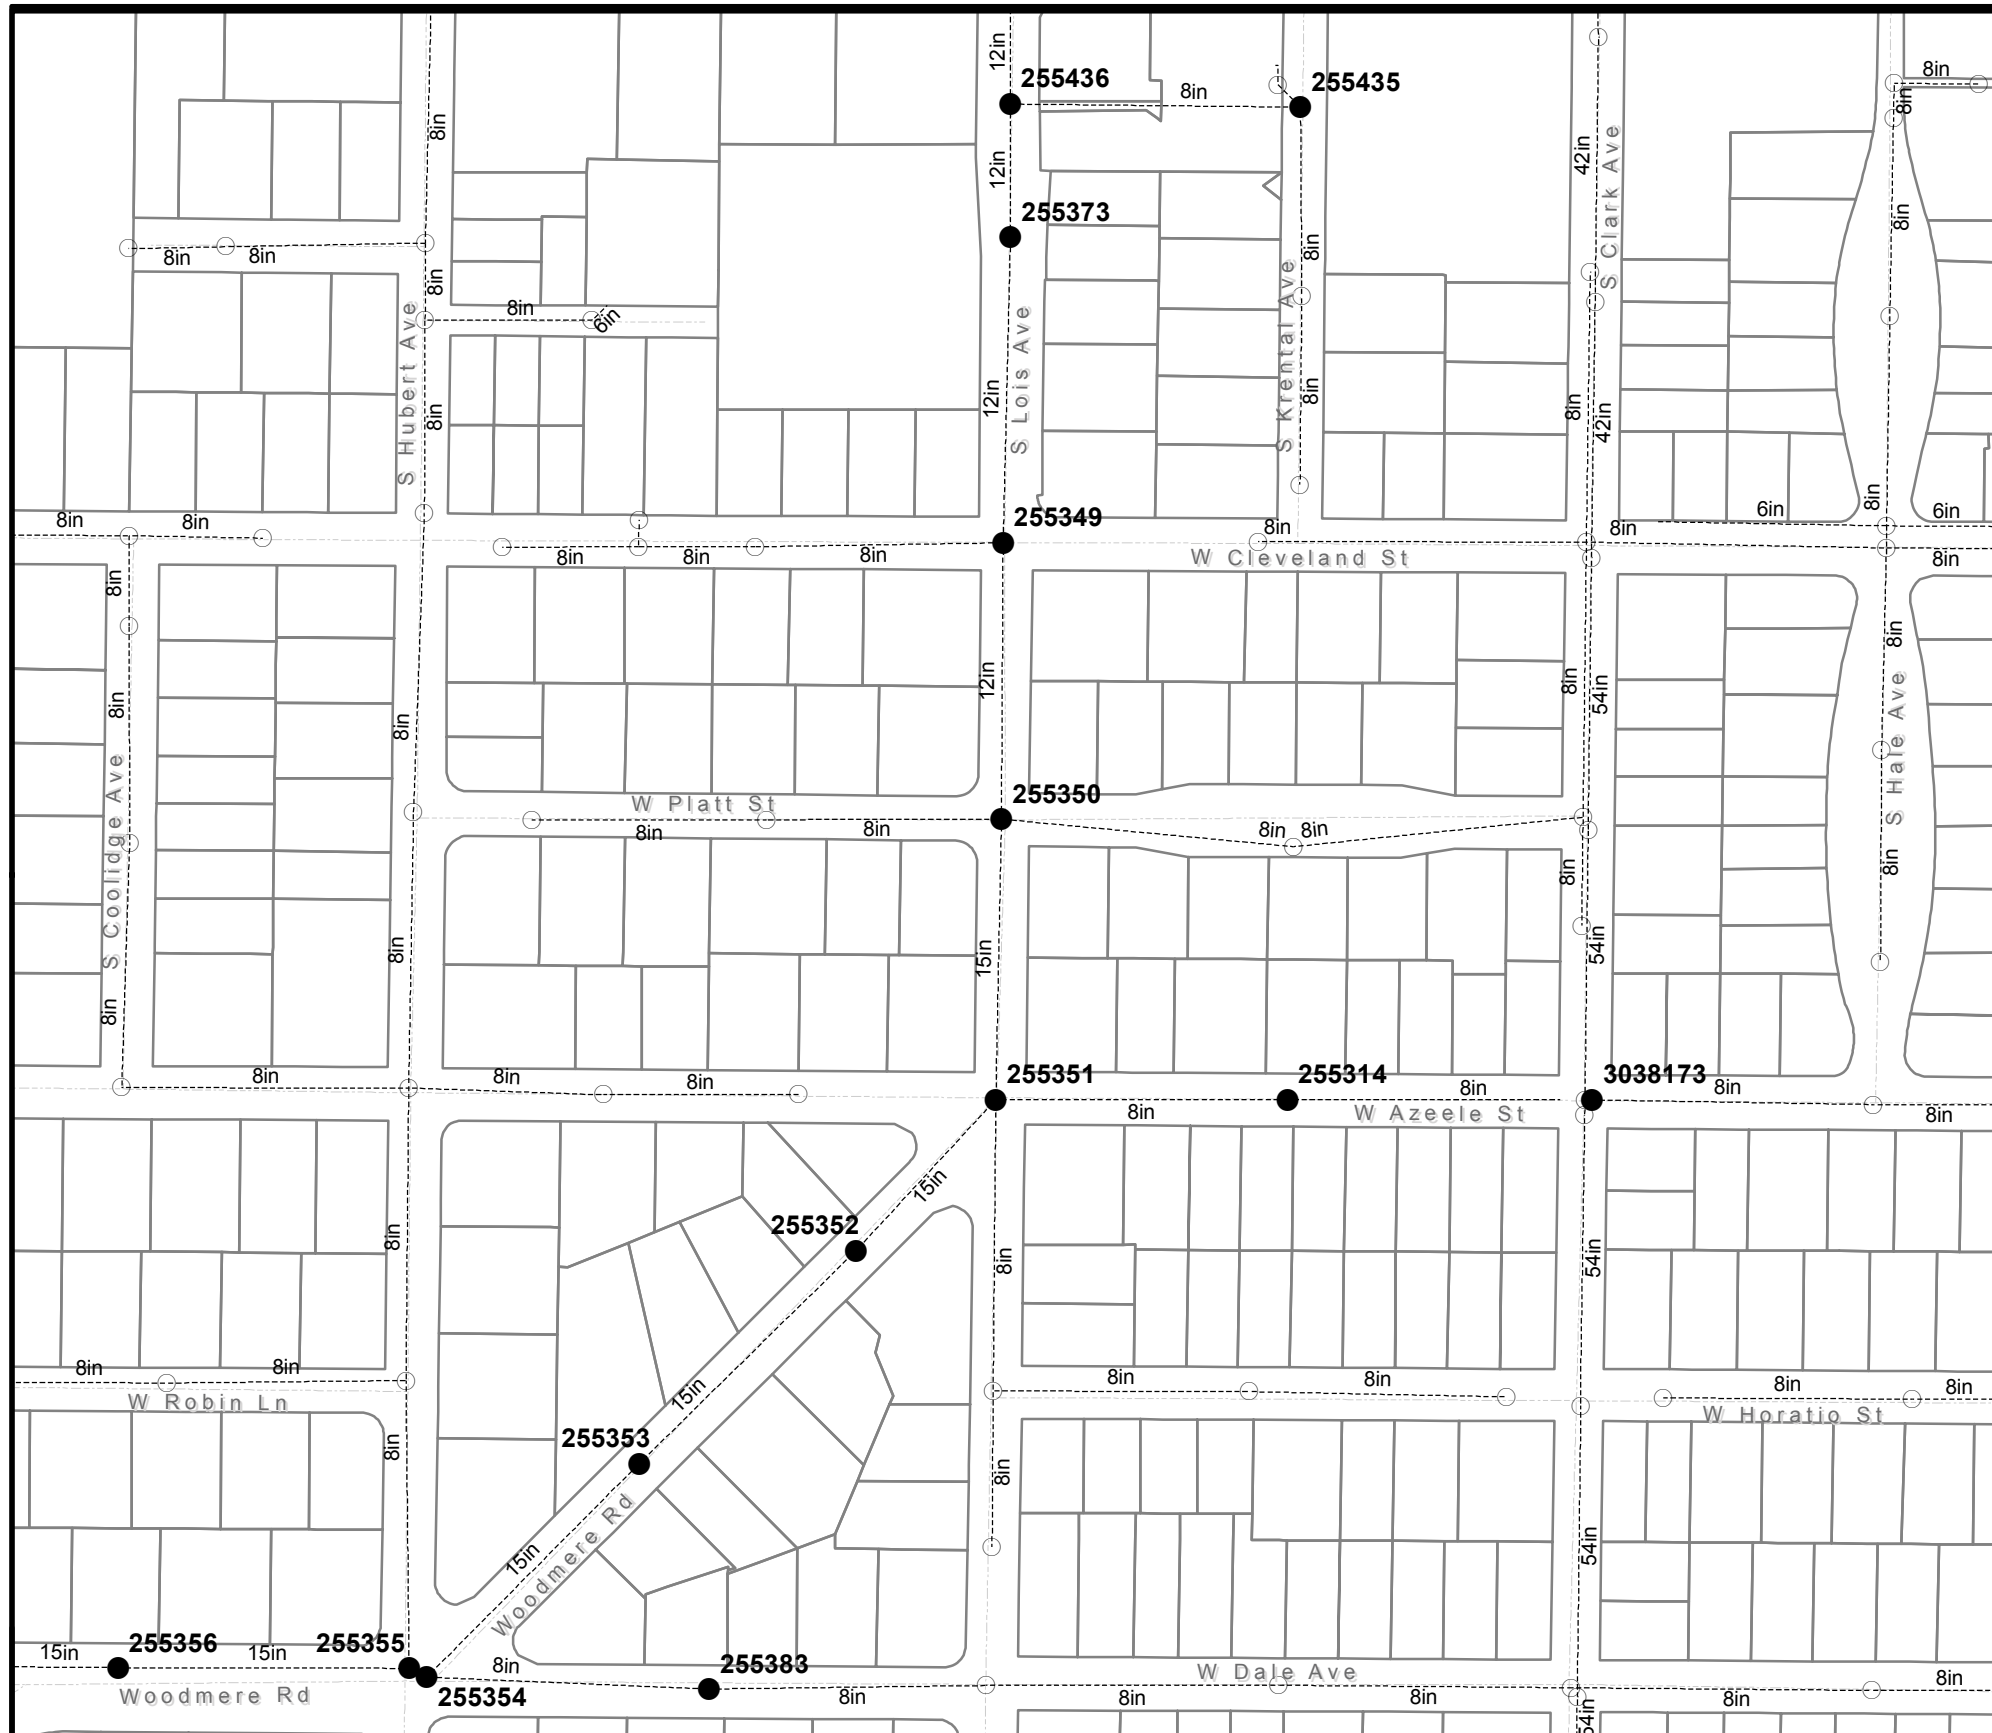 12in
255436
8in
255435
8in
8in
8in
42in
S Clark Ave
12in
255373
8in
8in
8in
8in
8in
8in
8in
6in
S Hubert Ave
S Lois Ave
S Krental Ave
8in
12in
8in
8in
42in
8in
8in
8in
255349
8in
8in
6in
6in
8in
8in
8in
8in
W Cleveland St
8in
8in
8in
8in
12in
8in
54in
8in
S Hale Ave
S Coolidge Ave
W Platt St
255350
8in
8in
8in
8in
8in
8in
8in
15in
54in
8in
8in
8in
8in
255351
255314
8in
3038173
8in
8in
W Azeele St
8in
15in
255352
8in
8in
54in
8in
8in
8in
8in
8in
8in
W Robin Ln
15in
W Horatio St
255353
8in
8in
54in
15in
Woodmere Rd
255356
255355
15in
15in
8in
255383
W Dale Ave
8in
Woodmere Rd
255354
8in
8in
8in
8in
54in